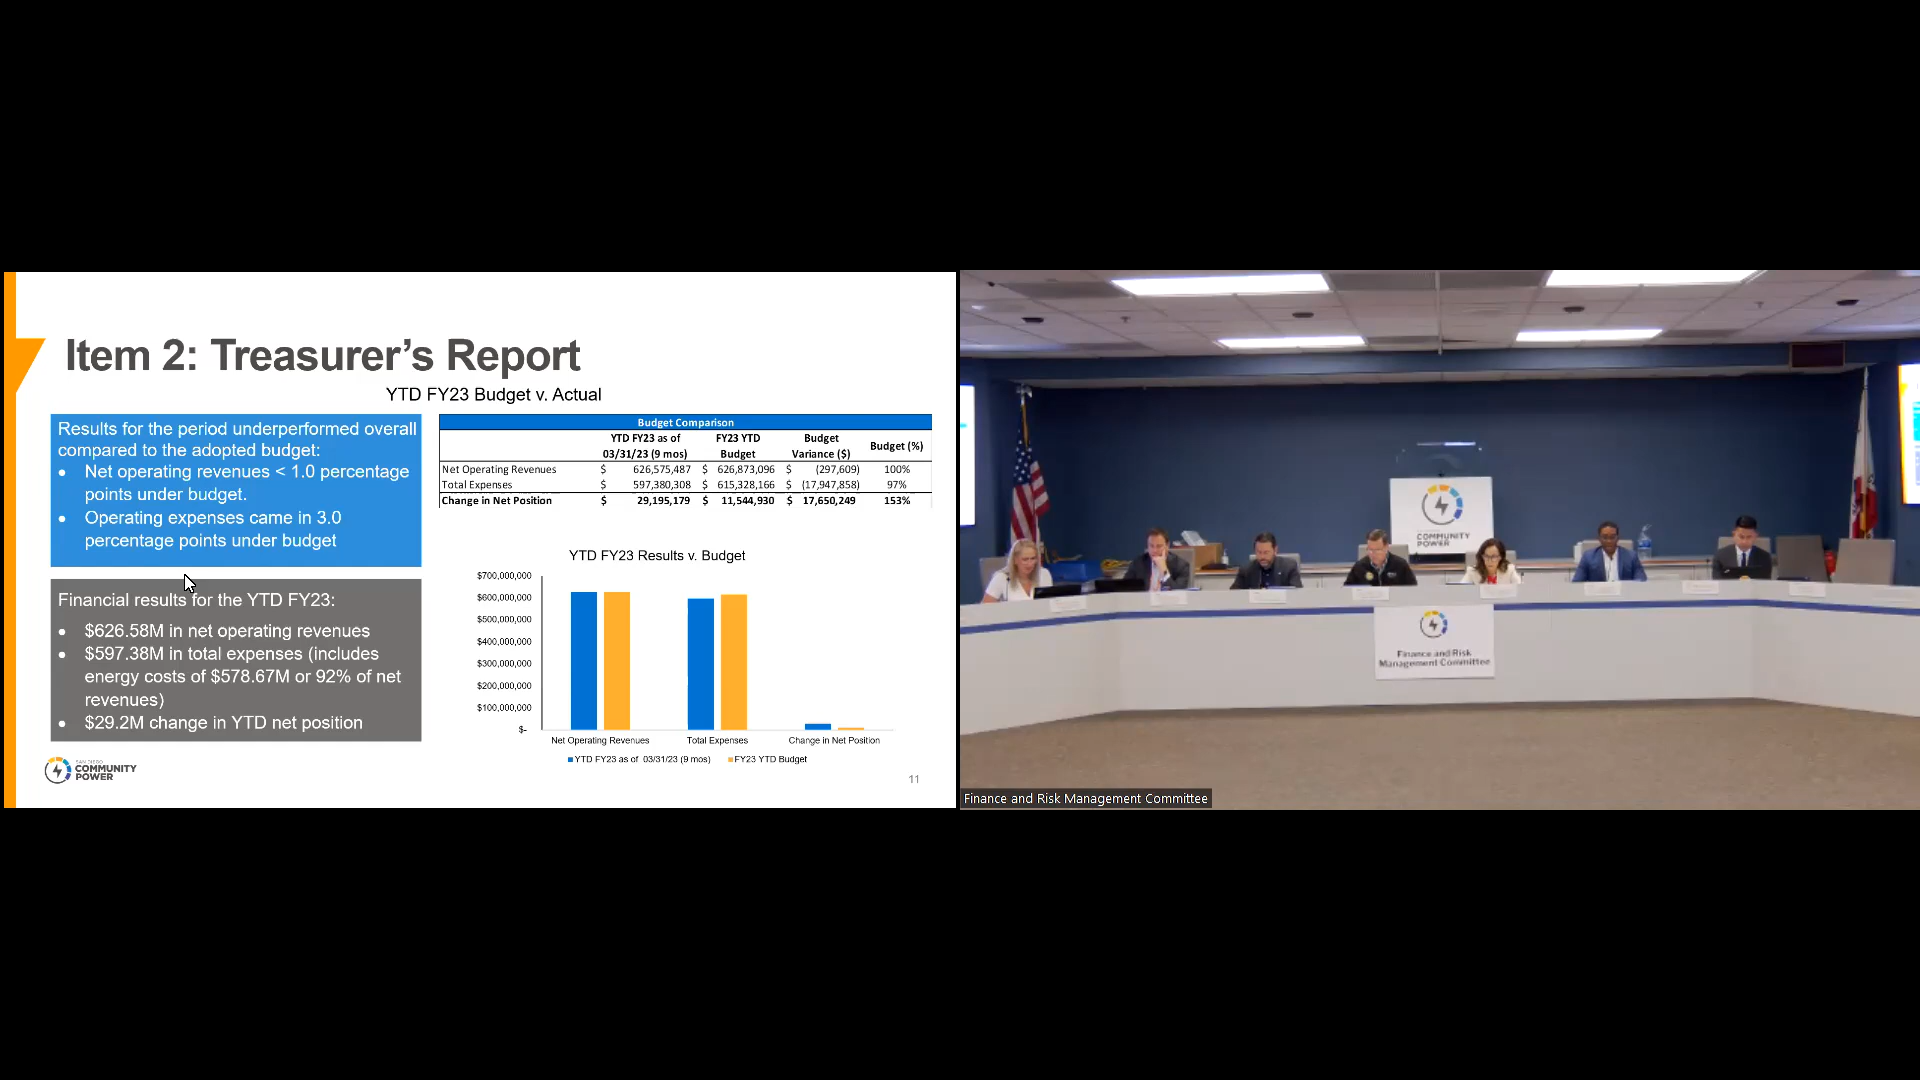 Item 2: Treasurer's Report
YTD FY23 Budget v. Actual
Results for the period underperformed overall
compared to the adopted budget:
• Net operating revenues < 1.0 percentage
points under budget.
• Operating expenses came in 3.0
percentage points under budget
Financial results for the YTD FY23:
• $626.58M in net operating revenues
• $597.38M in total expenses (includes
energy costs of $578.67M or 92% of net
revenues)
• $29.2M change in YTD net position
Budget Comparison
YTD FY23 as of 03/31/23 (9 mos) FY23 YTD Budget Budget Variance ($) Budget (%)
Net Operating Revenues $ 626,575,487 $ 626,873,096 $ (297,609) 100%
Total Expenses $ 597,380,308 $ 615,328,166 $ (17,947,858) 97%
Change in Net Position $ 29,195,179 $ 11,544,930 $ 17,650,249 153%
YTD FY23 Results v. Budget
$700,000,000
$600,000,000
$500,000,000
$400,000,000
$300,000,000
$200,000,000
$100,000,000
$-
Net Operating Revenues Total Expenses Change in Net Position
YTD FY23 as of 03/31/23 (9 mos) FY23 YTD Budget
SAN DIEGO
COMMUNITY
POWER
11
COMMUNITY
POWER
Finance and Risk
Management Committee
Finance and Risk Management Committee